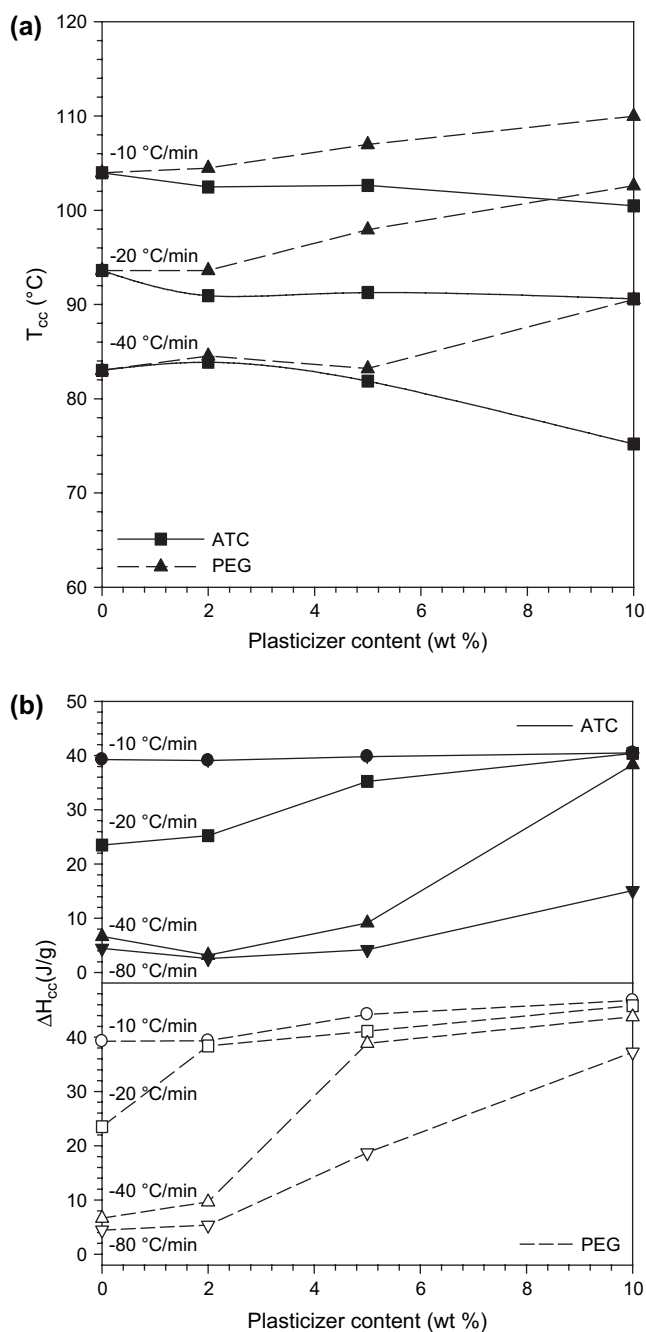 (a)
120
110
100
90
80
70
60
T_cc (°C)
-10 °C/min
-20 °C/min
-40 °C/min
ATC
PEG
0 2 4 6 8 10
Plasticizer content (wt %)
(b)
50
40
30
20
10
0
40
30
20
10
0
ΔH_cc(J/g)
ATC
-10 °C/min
-20 °C/min
-40 °C/min
-80 °C/min
-10 °C/min
-20 °C/min
-40 °C/min
-80 °C/min
PEG
0 2 4 6 8 10
Plasticizer content (wt %)